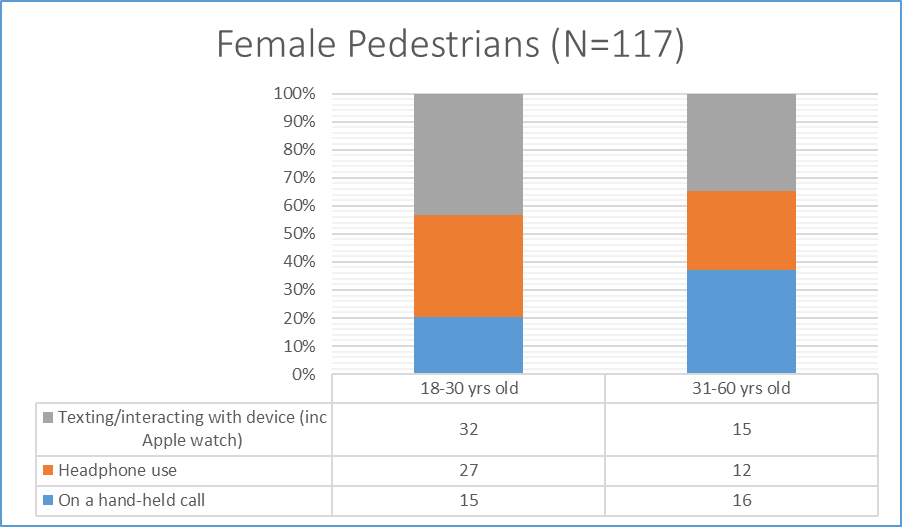 Female Pedestrians (N=117)
100%
90%
80%
70%
60%
50%
40%
30%
20%
10%
0%
18-30 yrs old 31-60 yrs old
Texting/interacting with device (inc
Apple watch) 32 15
Headphone use 27 12
On a hand-held call 15 16